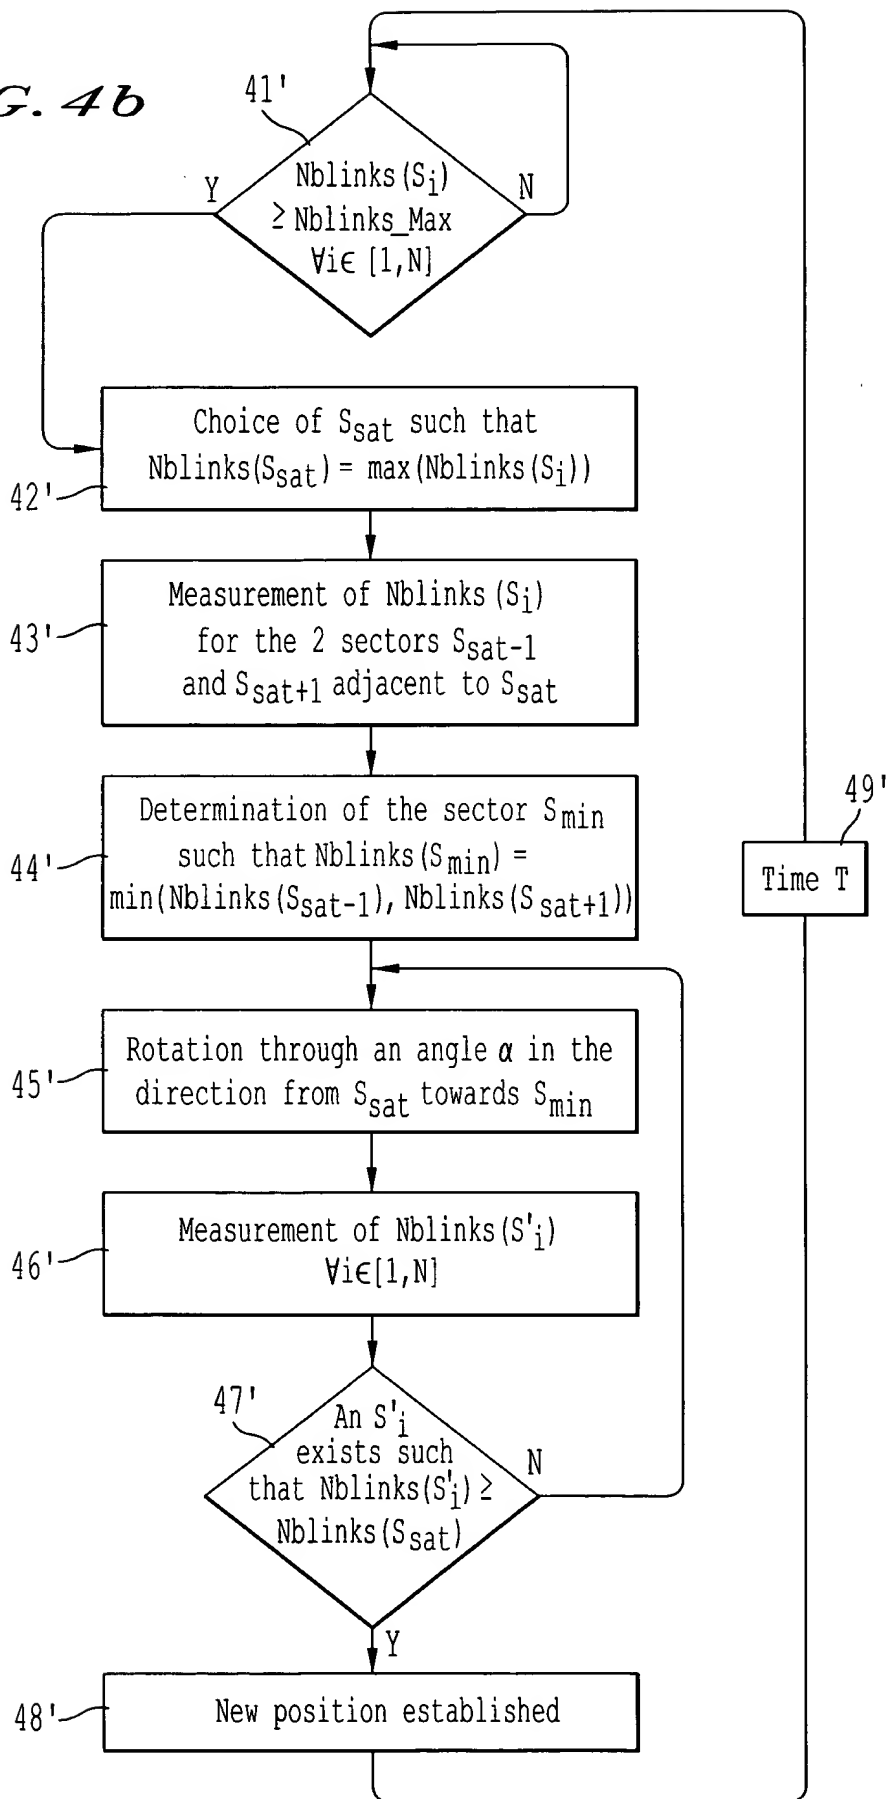 G. 4b
41'
Y
N
Nblinks(Si)
≥ Nblinks_Max
∀i∈ [1,N]
Choice of Ssat such that
Nblinks(Ssat) = max(Nblinks(Si))
42'
Measurement of Nblinks (Si)
for the 2 sectors Ssat-1
and Ssat+1 adjacent to Ssat
43'
Determination of the sector Smin
such that Nblinks(Smin) =
min(Nblinks(Ssat-1), Nblinks(Ssat+1))
44'
49'
Time T
Rotation through an angle α in the
direction from Ssat towards Smin
45'
Measurement of Nblinks(S'i)
∀i∈[1,N]
46'
47'
An S'i
exists such
that Nblinks(S'i) ≥
Nblinks(Ssat)
N
Y
New position established
48'